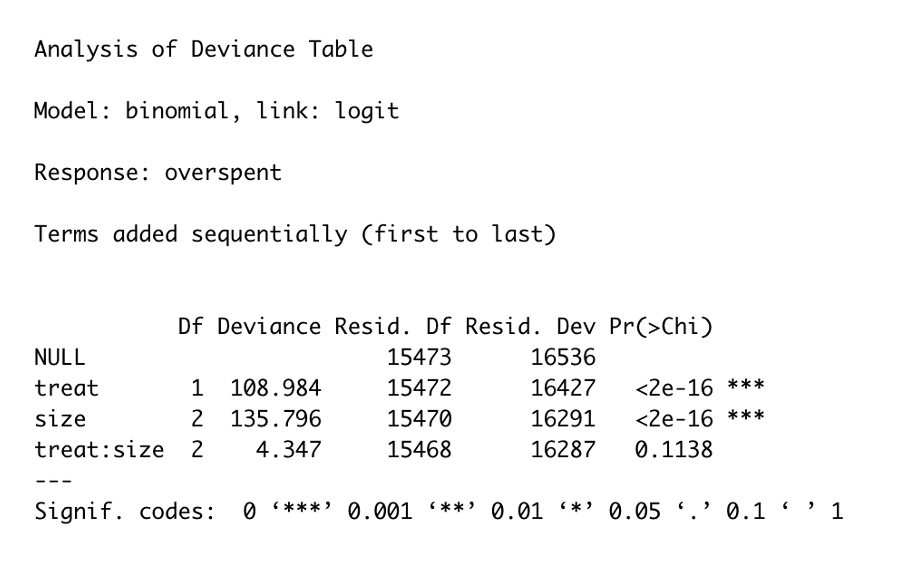 Analysis of Deviance Table
Model: binomial, link: logit
Response: overspent
Terms added sequentially (first to last)
Df Deviance Resid. Df Resid. Dev Pr(>Chi)
NULL 15473 16536
treat 1 108.984 15472 16427 <2e-16 ***
size 2 135.796 15470 16291 <2e-16 ***
treat:size 2 4.347 15468 16287 0.1138
---
Signif. codes: 0 ‘***’ 0.001 ‘**’ 0.01 ‘*’ 0.05 ‘.’ 0.1 ‘ ’ 1